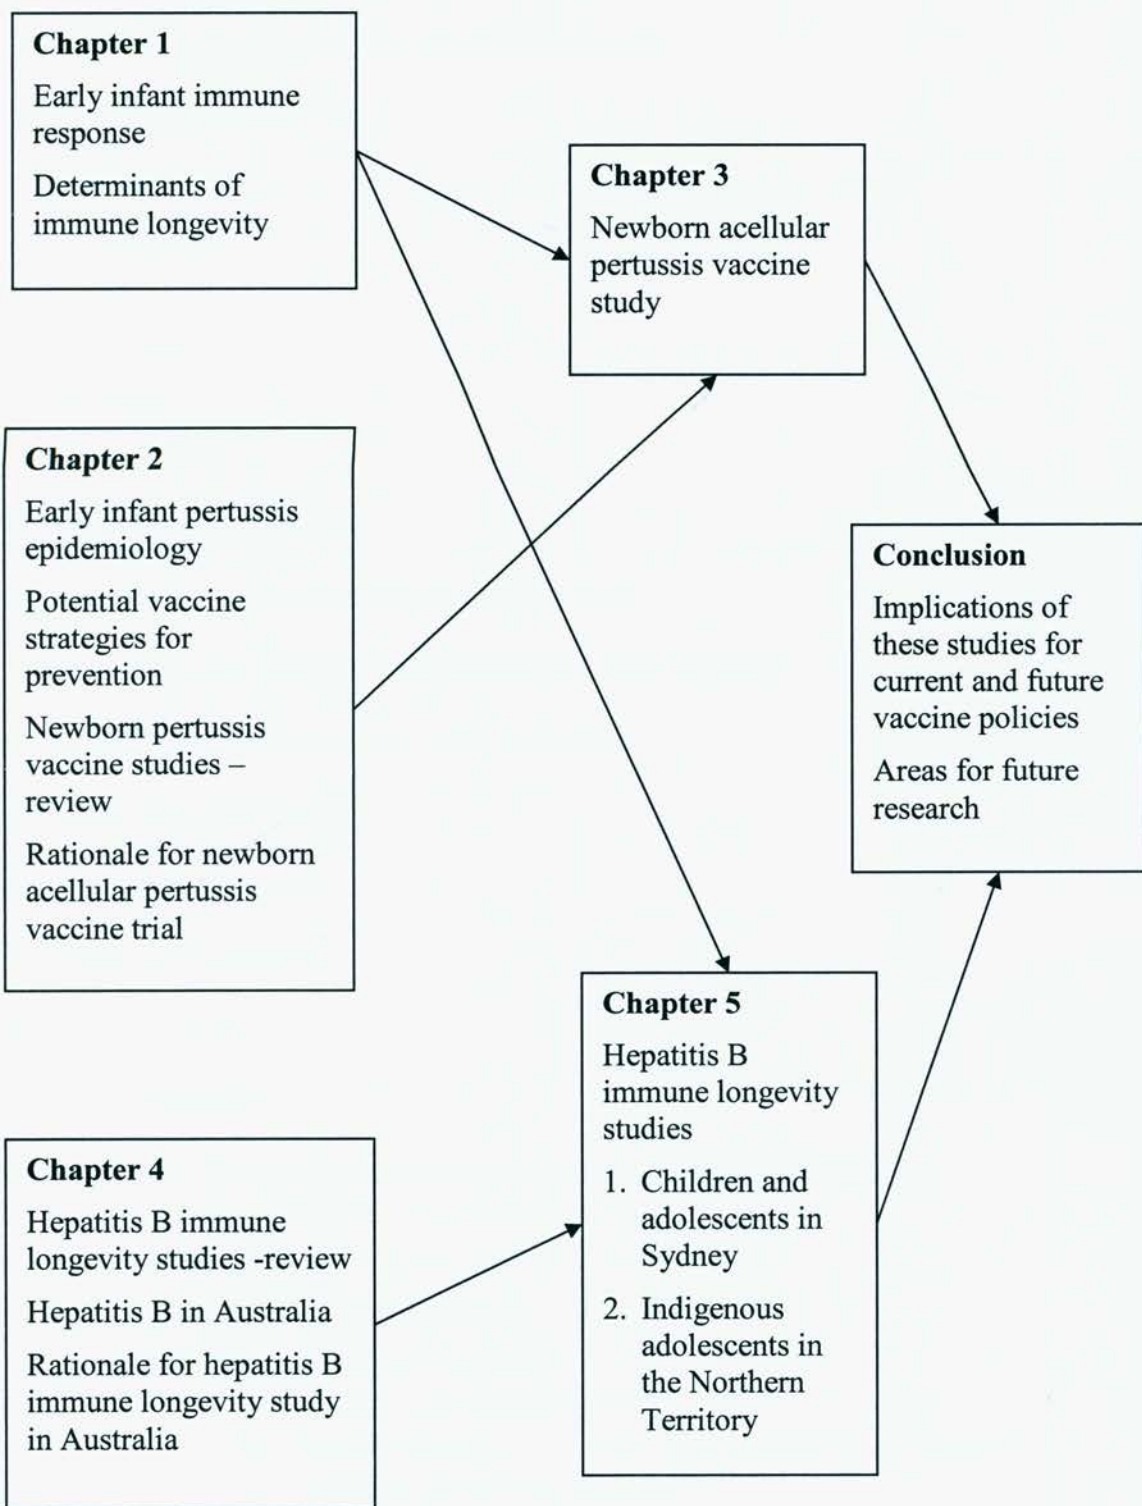 Chapter 1
Early infant immune
response
Determinants of
immune longevity
Chapter 2
Early infant pertussis
epidemiology
Potential vaccine
strategies for
prevention
Newborn pertussis
vaccine studies –
review
Rationale for newborn
acellular pertussis
vaccine trial
Chapter 3
Newborn acellular
pertussis vaccine
study
Chapter 4
Hepatitis B immune
longevity studies -review
Hepatitis B in Australia
Rationale for hepatitis B
immune longevity study
in Australia
Chapter 5
Hepatitis B
immune longevity
studies
1. Children and
adolescents in
Sydney
2. Indigenous
adolescents in
the Northern
Territory
Conclusion
Implications of
these studies for
current and future
vaccine policies
Areas for future
research